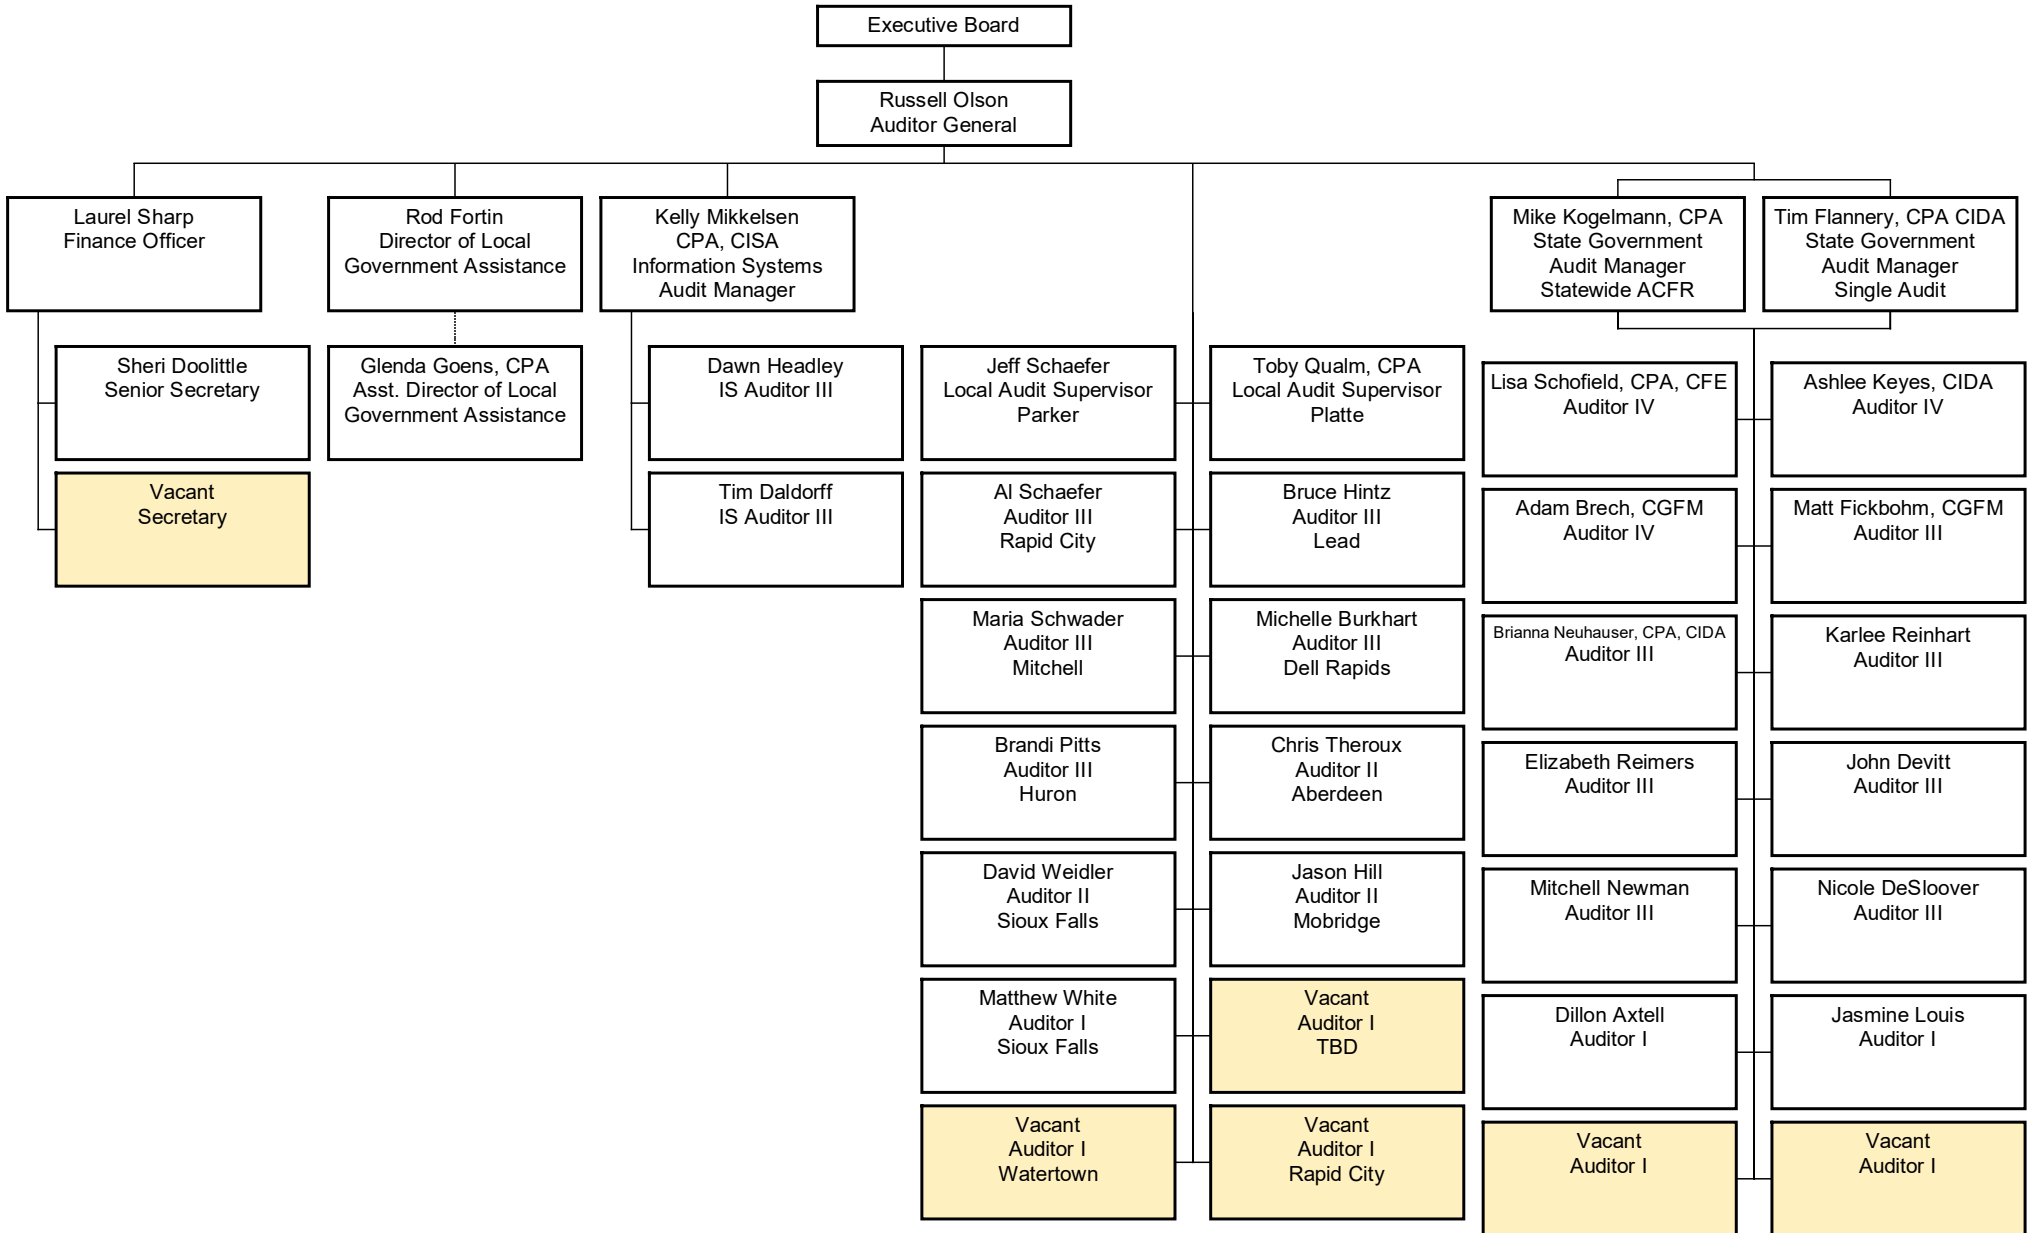 Executive Board
Russell Olson
Auditor General
Laurel Sharp
Finance Officer
Rod Fortin
Director of Local
Government Assistance
Kelly Mikkelsen
CPA, CISA
Information Systems
Audit Manager
Mike Kogelmann, CPA
State Government
Audit Manager
Statewide ACFR
Tim Flannery, CPA CIDA
State Government
Audit Manager
Single Audit
Sheri Doolittle
Senior Secretary
Vacant
Secretary
Glenda Goens, CPA
Asst. Director of Local
Government Assistance
Dawn Headley
IS Auditor III
Tim Daldorff
IS Auditor III
Jeff Schaefer
Local Audit Supervisor
Parker
Toby Qualm, CPA
Local Audit Supervisor
Platte
Al Schaefer
Auditor III
Rapid City
Bruce Hintz
Auditor III
Lead
Maria Schwader
Auditor III
Mitchell
Michelle Burkhart
Auditor III
Dell Rapids
Brandi Pitts
Auditor III
Huron
Chris Theroux
Auditor II
Aberdeen
David Weidler
Auditor II
Sioux Falls
Jason Hill
Auditor II
Mobridge
Matthew White
Auditor I
Sioux Falls
Vacant
Auditor I
TBD
Vacant
Auditor I
Watertown
Vacant
Auditor I
Rapid City
Lisa Schofield, CPA, CFE
Auditor IV
Ashlee Keyes, CIDA
Auditor IV
Adam Brech, CGFM
Auditor IV
Matt Fickbohm, CGFM
Auditor III
Brianna Neuhauser, CPA, CIDA
Auditor III
Karlee Reinhart
Auditor III
Elizabeth Reimers
Auditor III
John Devitt
Auditor III
Mitchell Newman
Auditor III
Nicole DeSloover
Auditor III
Dillon Axtell
Auditor I
Jasmine Louis
Auditor I
Vacant
Auditor I
Vacant
Auditor I